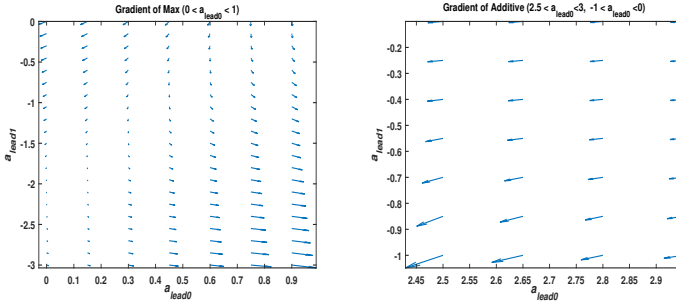 Gradient of Max (0 < a_lead0 < 1)
0
-0.5
-1
-1.5
-2
-2.5
-3
a_lead1
0 0.1 0.2 0.3 0.4 0.5 0.6 0.7 0.8 0.9
a_lead0
Gradient of Additive (2.5 < a_lead0<3, -1 < a_lead0<0)
-0.2
-0.3
-0.4
-0.5
-0.6
-0.7
-0.8
-0.9
-1
a_lead1
2.45 2.5 2.55 2.6 2.65 2.7 2.75 2.8 2.85 2.9
a_lead0